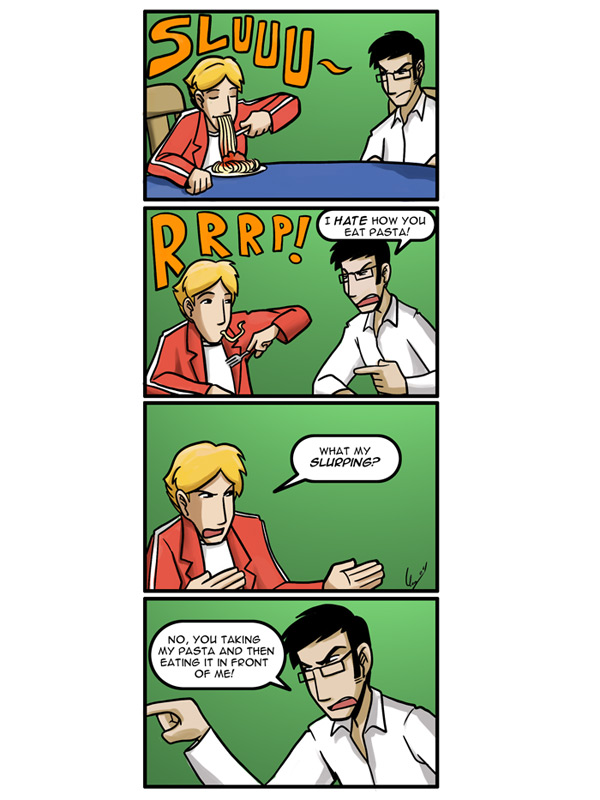 SLUUU~
RRRP!
I HATE HOW YOU
EAT PASTA!
WHAT MY
SLURPING?
NO, YOU TAKING
MY PASTA AND THEN
EATING IT IN FRONT
OF ME!